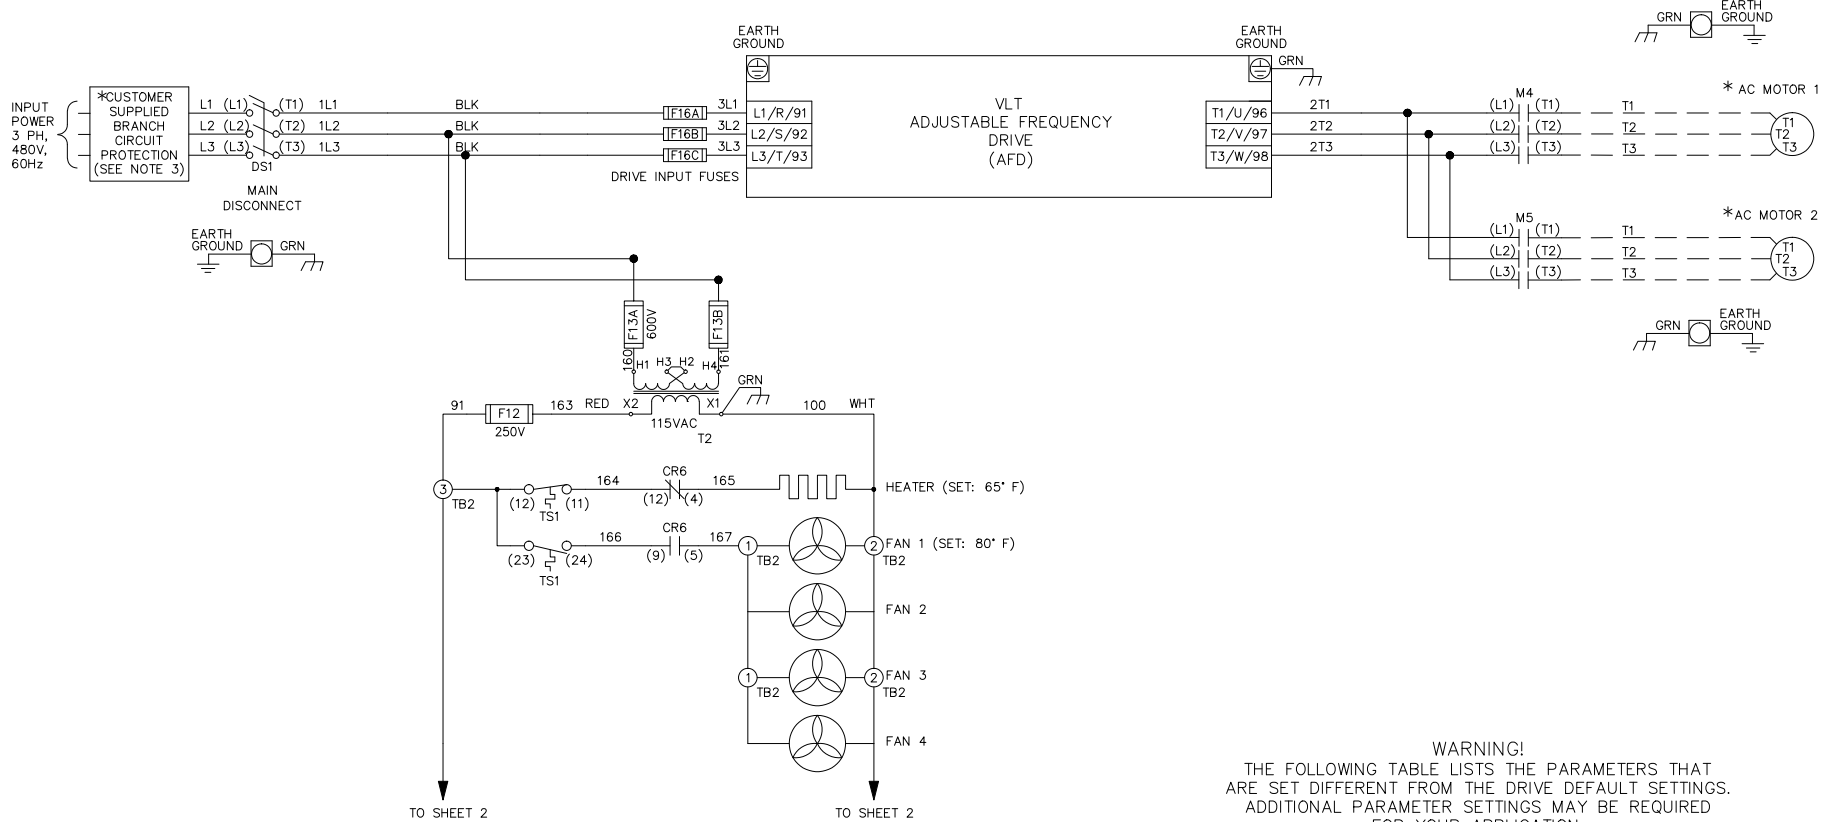 EARTH
GROUND
GRN
EARTH
GROUND
EARTH
GROUND
GRN
INPUT
POWER
3 PH,
480V,
60Hz
*CUSTOMER
SUPPLIED
BRANCH
CIRCUIT
PROTECTION
(SEE NOTE 3)
L1 (L1) (T1) 1L1 BLK F16A 3L1 L1/R/91
L2 (L2) (T2) 1L2 BLK F16B 3L2 L2/S/92
L3 (L3) (T3) 1L3 BLK F16C 3L3 L3/T/93
DS1
MAIN
DISCONNECT
DRIVE INPUT FUSES
VLT
ADJUSTABLE FREQUENCY
DRIVE
(AFD)
T1/U/96 2T1
T2/V/97 2T2
T3/W/98 2T3
M4
(L1) (T1) T1
(L2) (T2) T2
(L3) (T3) T3
* AC MOTOR 1
T1
T2
T3
M5
(L1) (T1) T1
(L2) (T2) T2
(L3) (T3) T3
*AC MOTOR 2
T1
T2
T3
EARTH
GROUND
GRN
GRN
EARTH
GROUND
F13A
600V
F13B
160
H1 H3 H2 H4
161
GRN
91 F12 163 RED X2 X1 100 WHT
250V
115VAC
T2
3
TB2
(12) (11)
TS1
164
CR6
(12) (4)
165
HEATER (SET: 65° F)
(23) (24)
TS1
166
CR6
(9) (5)
167
1
TB2
2
TB2
FAN 1 (SET: 80° F)
FAN 2
1
TB2
2
TB2
FAN 3
FAN 4
TO SHEET 2
TO SHEET 2
WARNING!
THE FOLLOWING TABLE LISTS THE PARAMETERS THAT
ARE SET DIFFERENT FROM THE DRIVE DEFAULT SETTINGS.
ADDITIONAL PARAMETER SETTINGS MAY BE REQUIRED
FOR YOUR APPLICATION